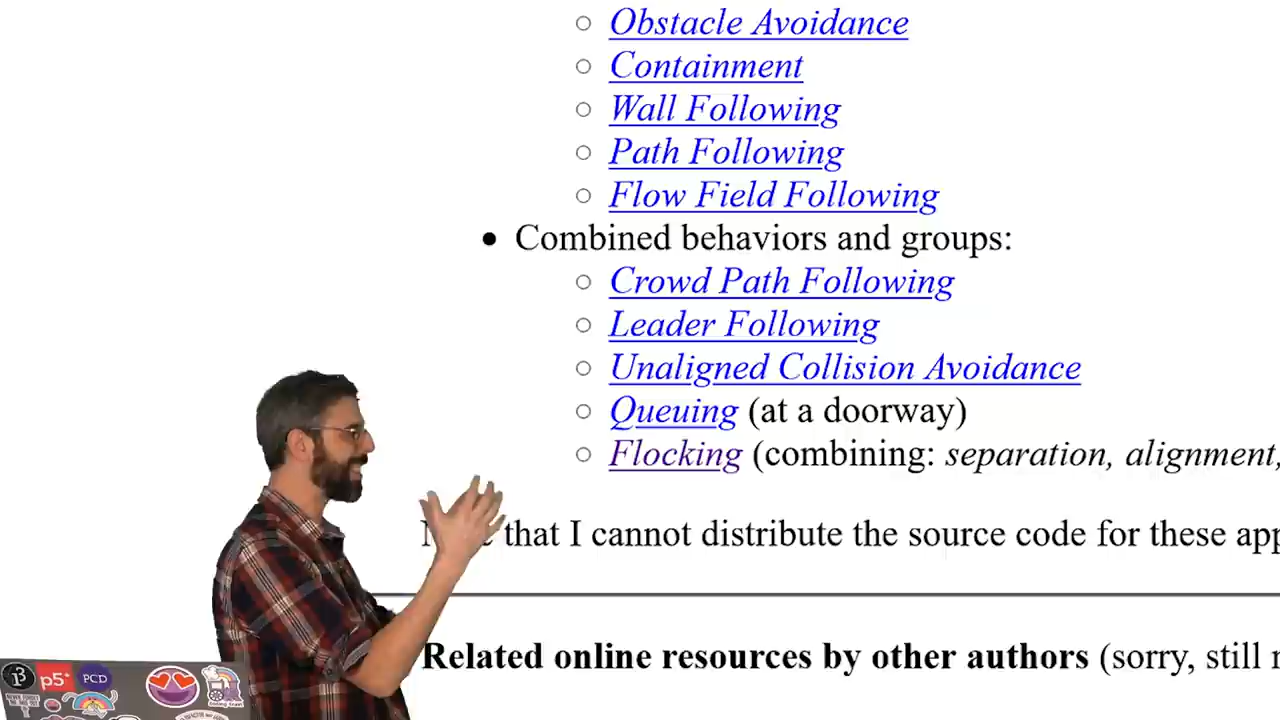 Obstacle Avoidance
Containment
Wall Following
Path Following
Flow Field Following
Combined behaviors and groups:
Crowd Path Following
Leader Following
Unaligned Collision Avoidance
Queuing (at a doorway)
Flocking (combining: separation, alignment,
that I cannot distribute the source code for these
Related online resources by other authors (sorry, still
p5*
PCD